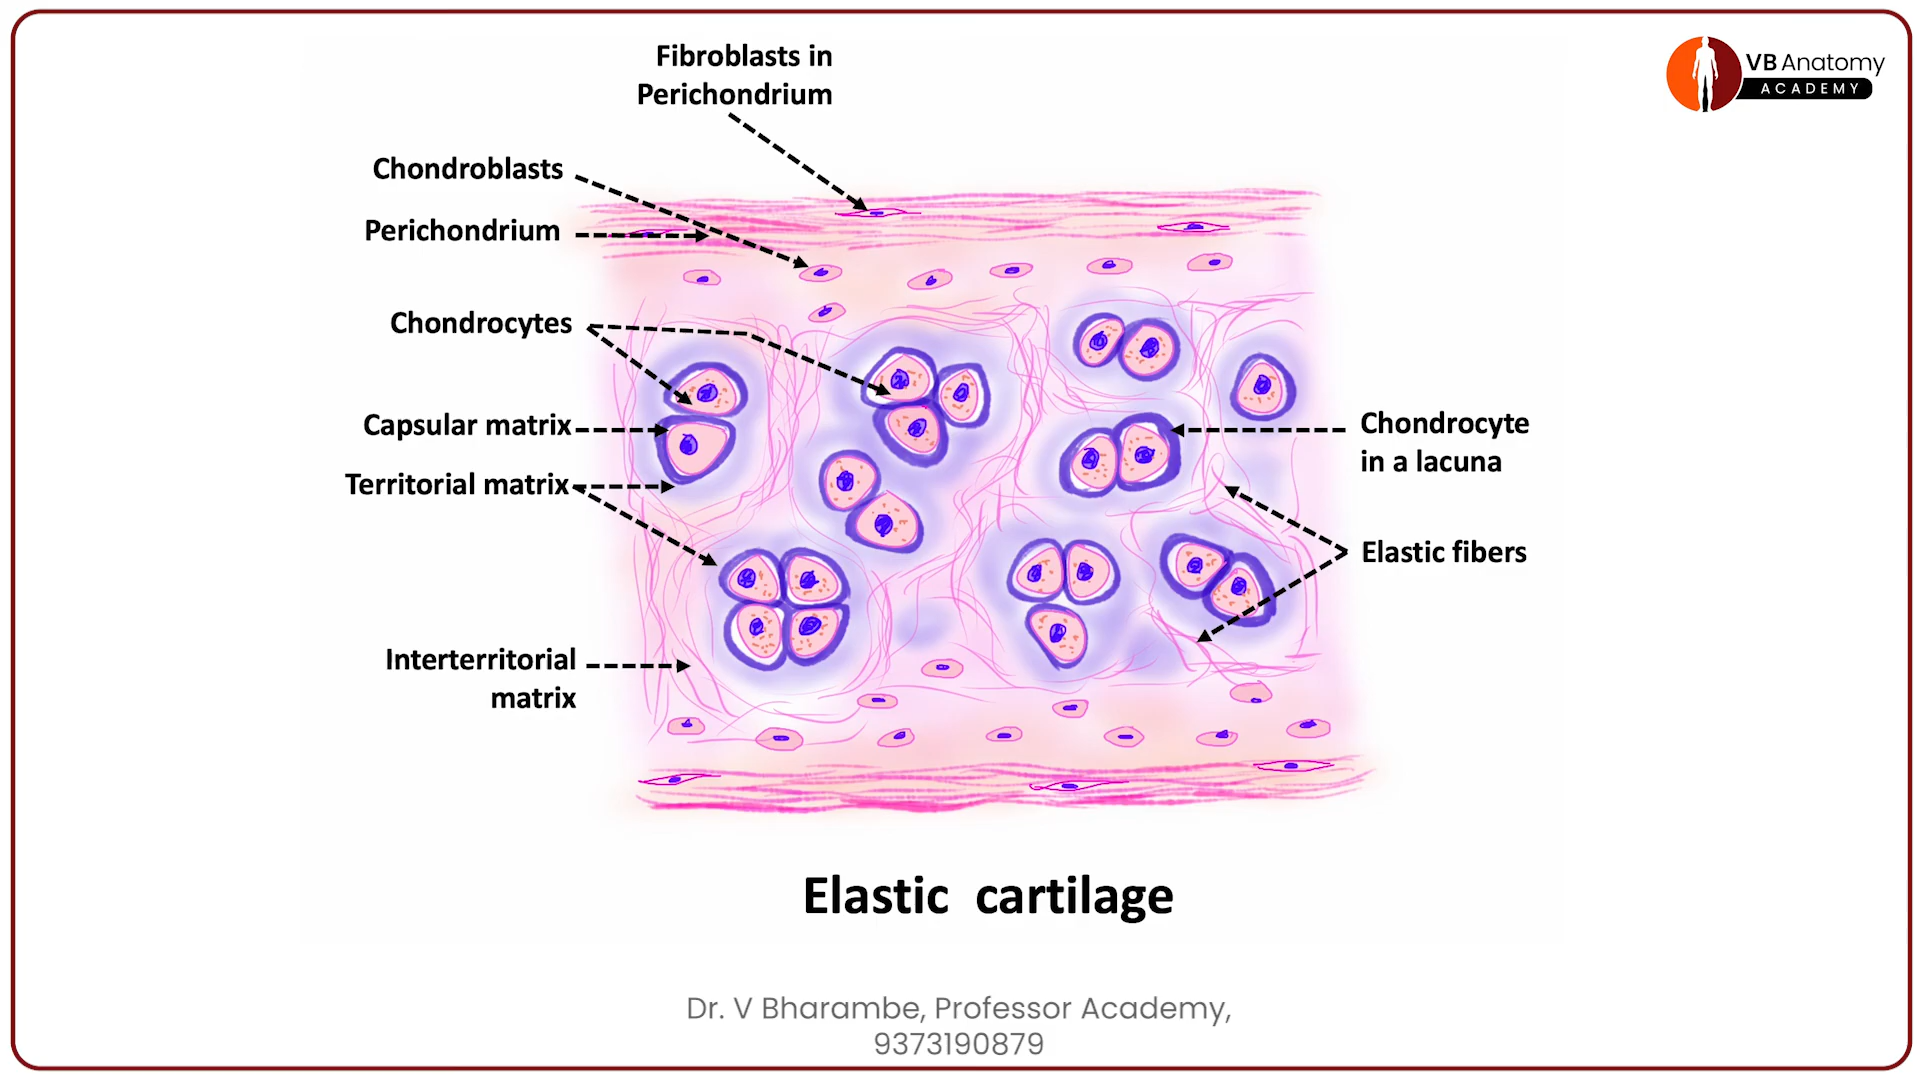 Fibroblasts in
Perichondrium
VB Anatomy
ACADEMY
Chondroblasts
Perichondrium
Chondrocytes
Capsular matrix
Territorial matrix
Interterritorial
matrix
Chondrocyte
in a lacuna
Elastic fibers
Elastic cartilage
Dr. V Bharambe, Professor Academy,
9373190879